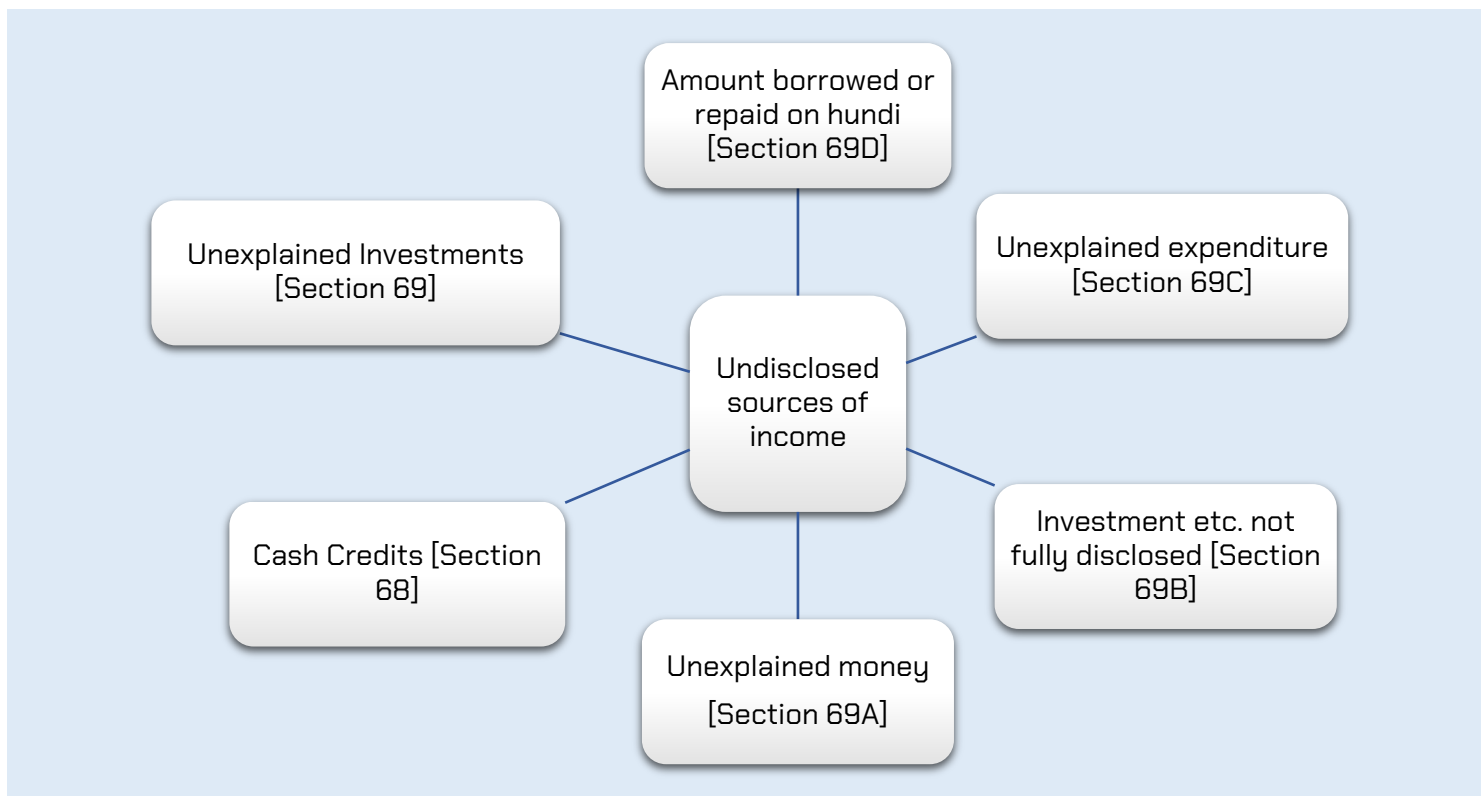 Amount borrowed or
repaid on hundi
[Section 69D]
Unexplained Investments
[Section 69]
Unexplained expenditure
[Section 69C]
Undisclosed
sources of
income
Cash Credits [Section
68]
Investment etc. not
fully disclosed [Section
69B]
Unexplained money
[Section 69A]